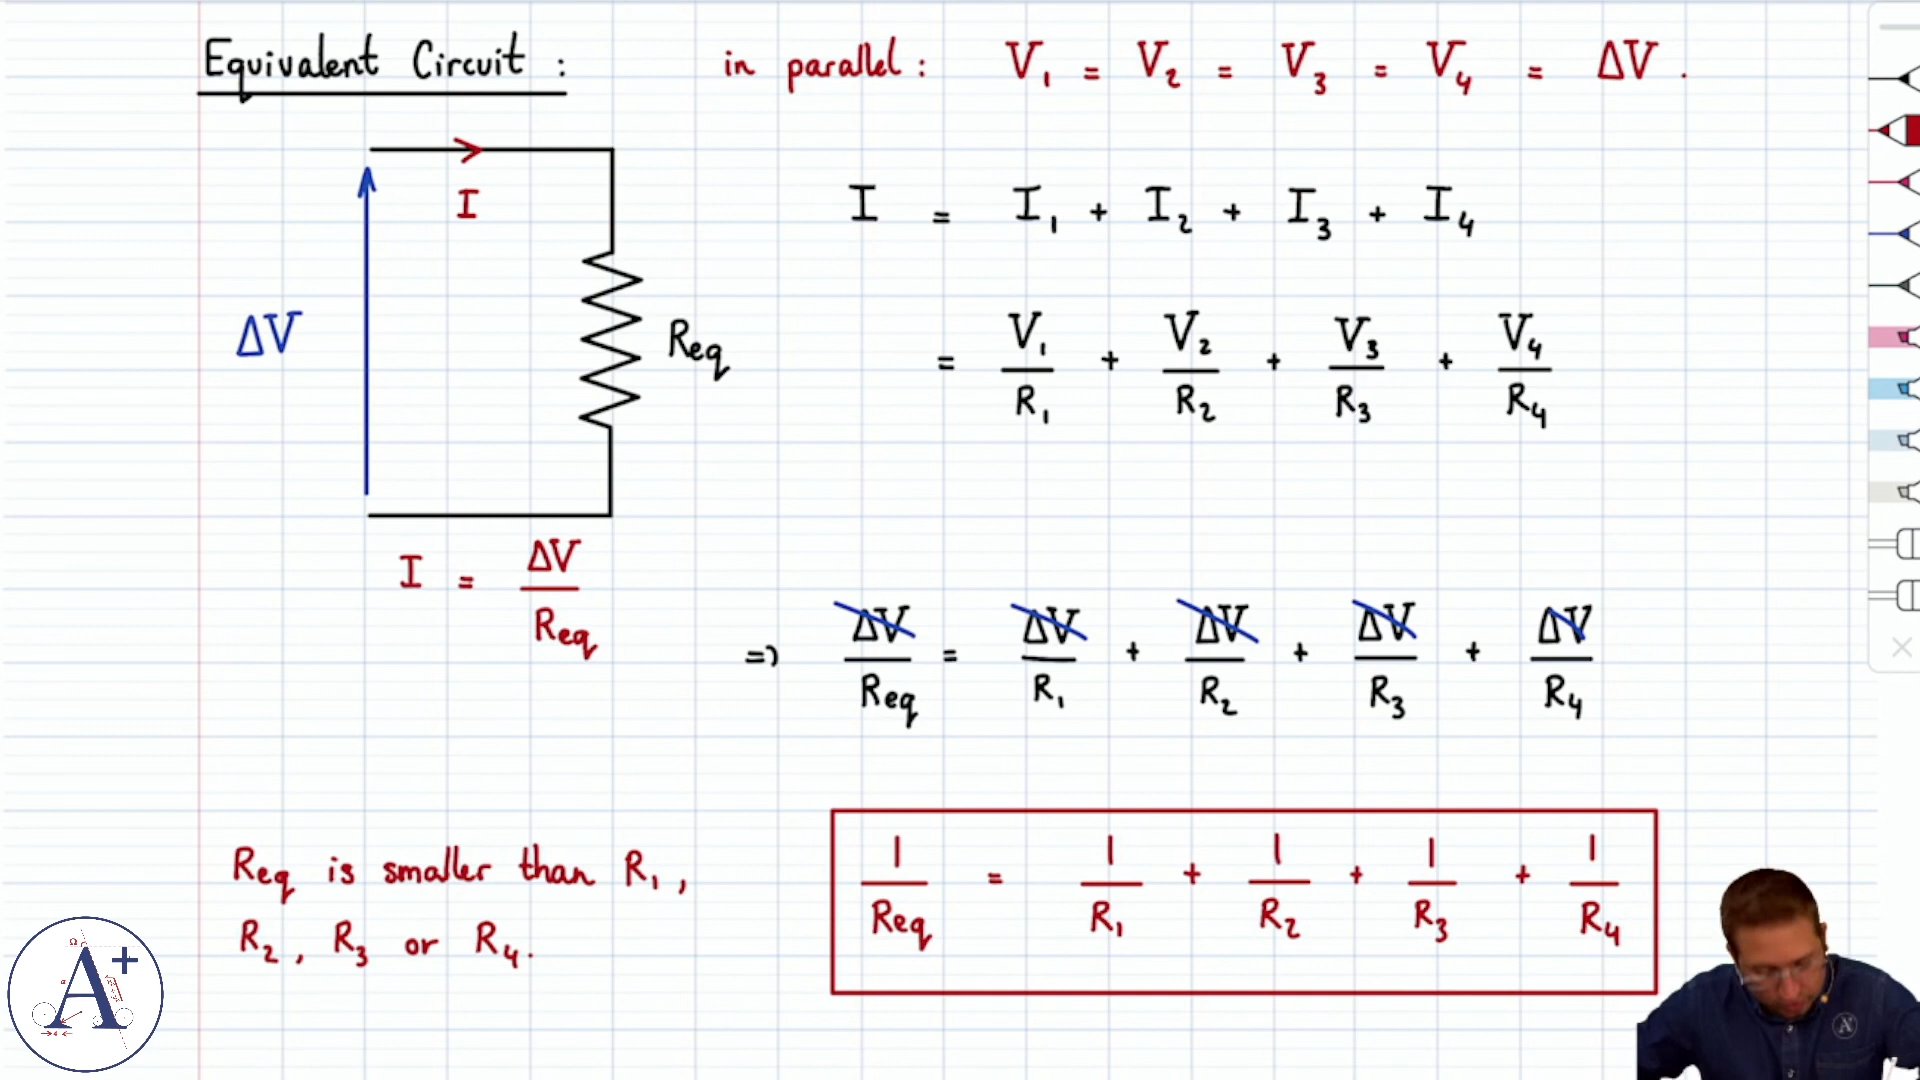 Equivalent Circuit :
in parallel : V₁ = V₂ = V₃ = V₄ = ΔV .
I
ΔV
Req
I = I₁ + I₂ + I₃ + I₄
= V₁/R₁ + V₂/R₂ + V₃/R₃ + V₄/R₄
I = ΔV/Req
=> ΔV/Req = ΔV/R₁ + ΔV/R₂ + ΔV/R₃ + ΔV/R₄
Req is smaller than R₁ ,
R₂ , R₃ or R₄ .
1/Req = 1/R₁ + 1/R₂ + 1/R₃ + 1/R₄
A+